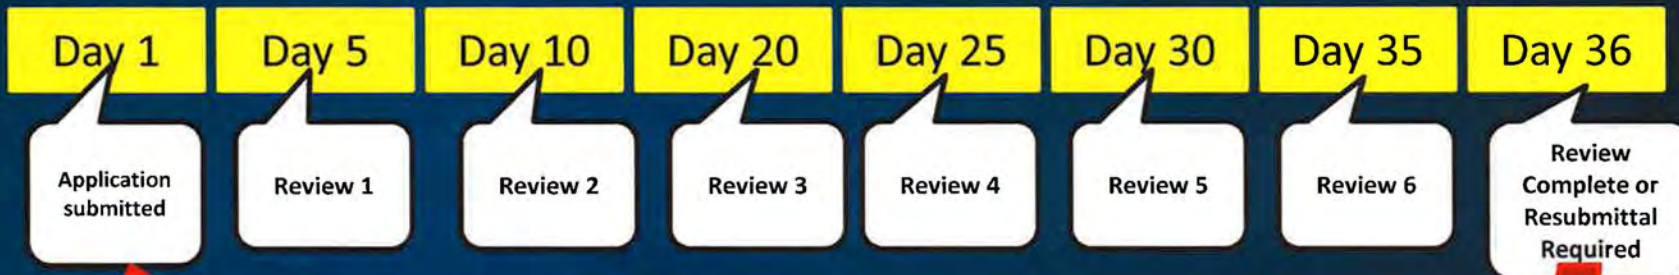 Day 1
Day 5
Day 10
Day 20
Day 25
Day 30
Day 35
Day 36
Application
submitted
Review 1
Review 2
Review 3
Review 4
Review 5
Review 6
Review
Complete or
Resubmittal
Required